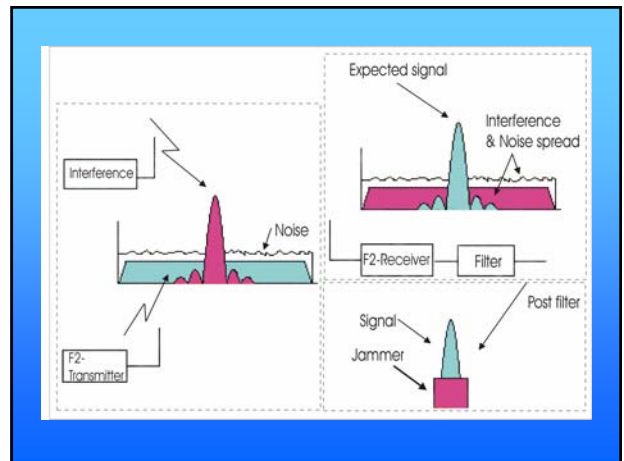 Interference
Noise
F2-
Transmitter
Expected signal
Interference
& Noise spread
F2-Receiver
Filter
Post filter
Signal
Jammer